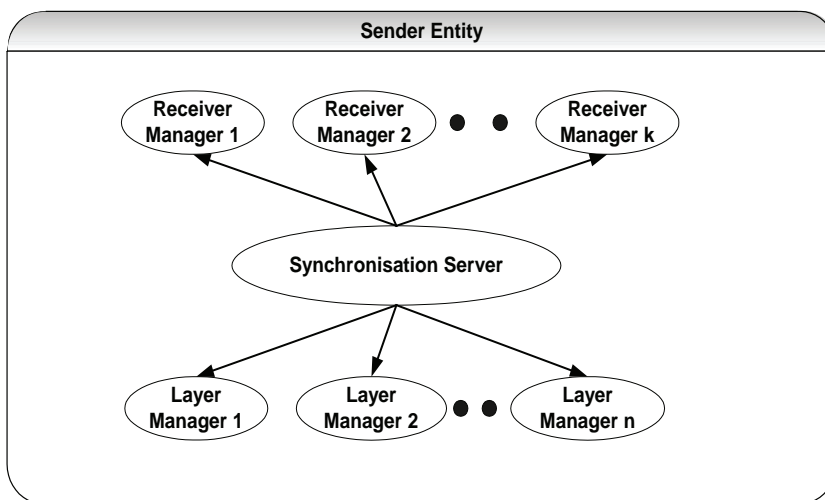 Sender Entity
Receiver
Manager 1
Receiver
Manager 2
Receiver
Manager k
Synchronisation Server
Layer
Manager 1
Layer
Manager 2
Layer
Manager n